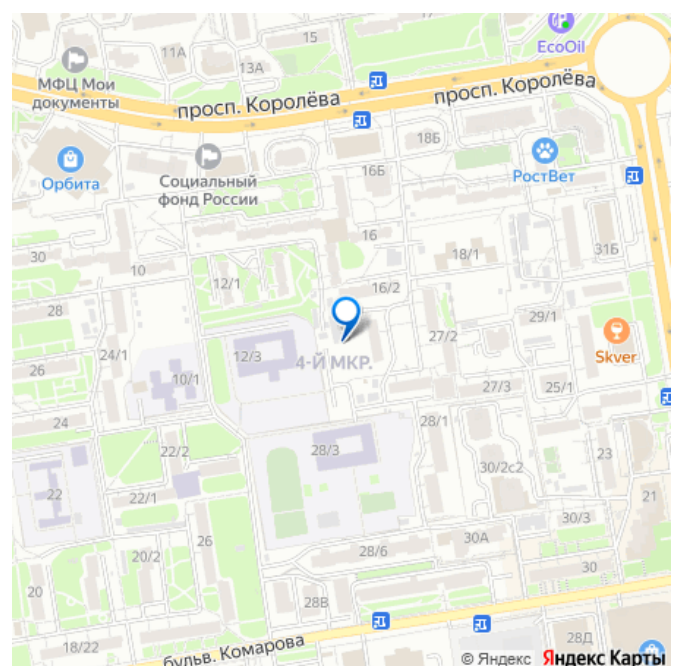 15
11А
EcoOil
МФЦ Мои
документы
13А
просп. Королёва
просп. Королёва
18Б
16Б
Орбита
Социальный
фонд России
РостВет
16
31Б
30
10
18/1
12/1
16/2
28
29/1
27/2
24/1
12/3
4-Й МКР.
Skver
26
10/1
27/3
25/1
24
28/1
22/2
28/3
23
30/2с2
22
22/1
21
30/3
26
30А
20/2
28/6
30
20
28В
18/22
бульв. Комарова
28Д
© Яндекс Яндекс Карты